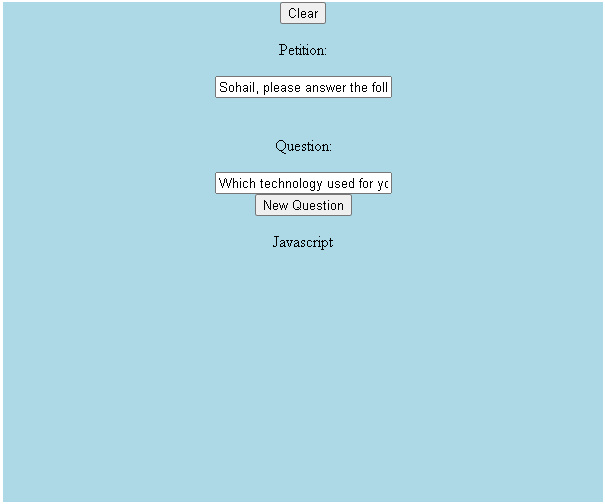 Clear
Petition:
Sohail, please answer the foll
Question:
Which technology used for yo
New Question
Javascript